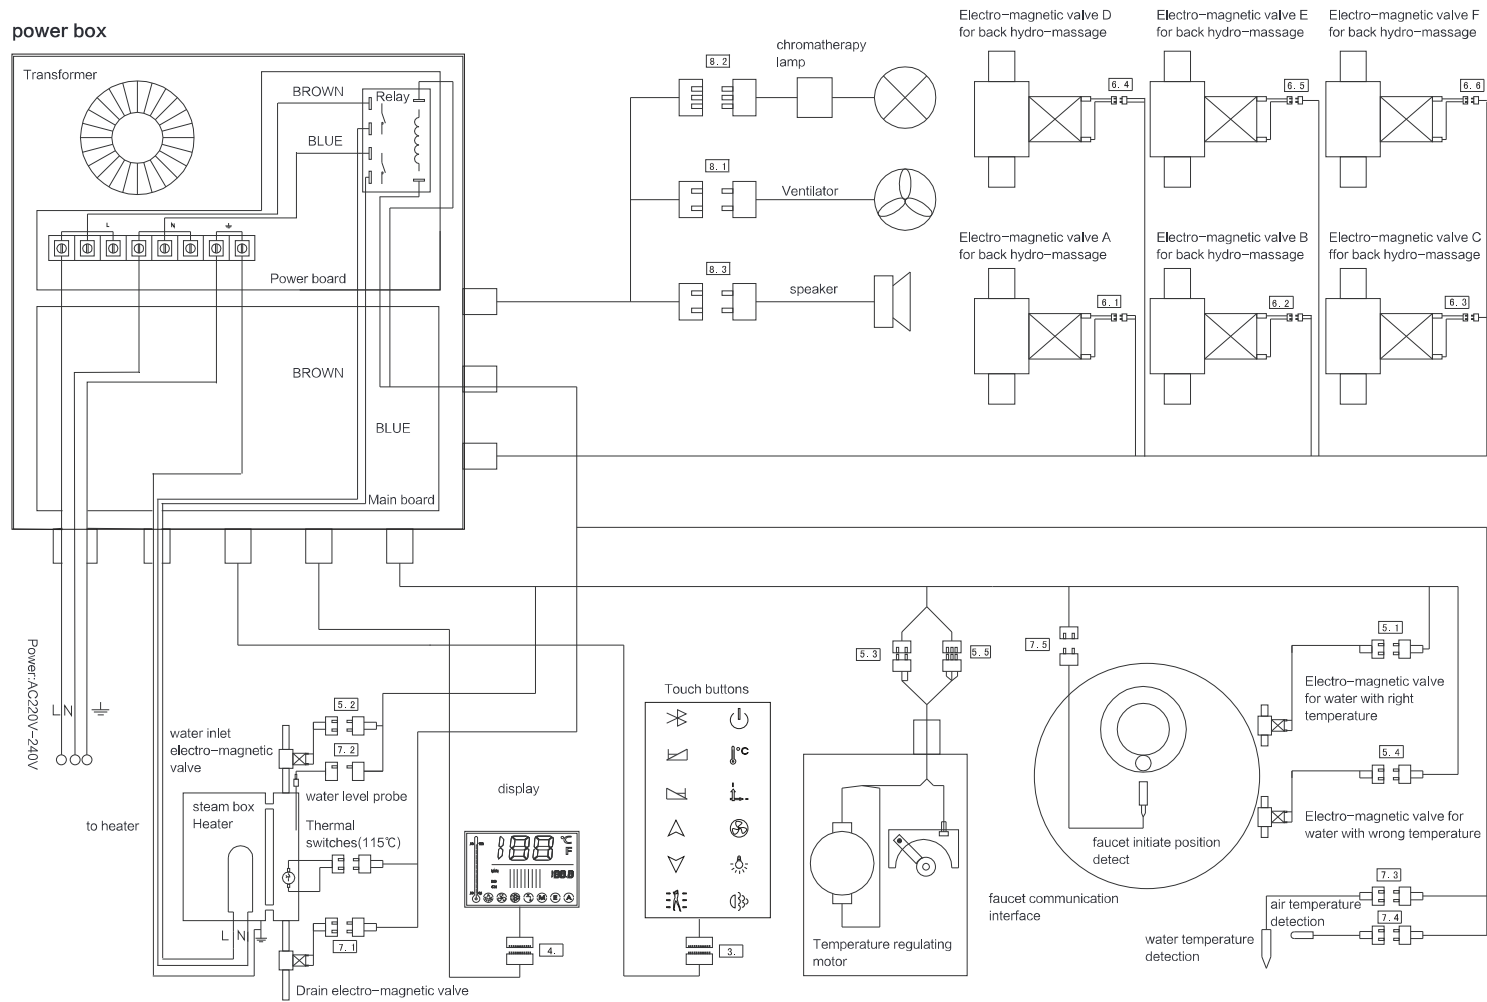 power box
Transformer
BROWN
Relay
BLUE
L
N
Power board
BROWN
BLUE
Main board
8. 2
chromatherapy
lamp
8. 1
Ventilator
8. 3
speaker
Electro-magnetic valve D
for back hydro-massage
6. 4
Electro-magnetic valve E
for back hydro-massage
6. 5
Electro-magnetic valve F
for back hydro-massage
6. 6
Electro-magnetic valve A
for back hydro-massage
6. 1
Electro-magnetic valve B
for back hydro-massage
6. 2
Electro-magnetic valve C
ffor back hydro-massage
6. 3
Power:AC220V-240V
L N
to heater
water inlet
electro-magnetic
valve
5. 2
7. 2
water level probe
steam box
Heater
Thermal
switches(115℃)
L N
7. 1
Drain electro-magnetic valve
display
188
°C
°F
188.8
M E A
4.
Touch buttons
°C
3.
5. 3
5. 5
Temperature regulating
motor
7. 5
faucet initiate position
detect
faucet communication
interface
5. 1
Electro-magnetic valve
for water with right
temperature
5. 4
Electro-magnetic valve for
water with wrong temperature
7. 3
air temperature
detection
7. 4
water temperature
detection